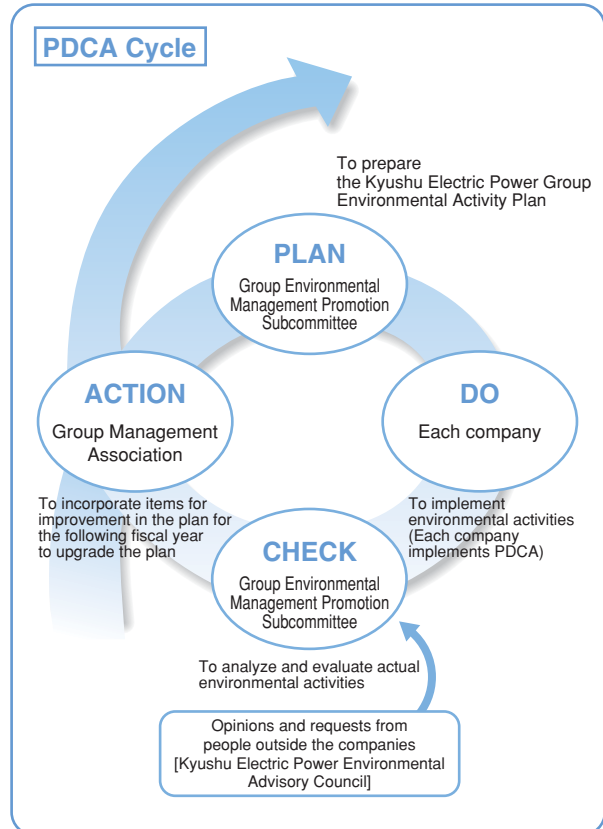 PDCA Cycle
To prepare
the Kyushu Electric Power Group
Environmental Activity Plan
PLAN
Group Environmental
Management Promotion
Subcommittee
ACTION
Group Management
Association
DO
Each company
To incorporate items for
improvement in the plan for
the following fiscal year
to upgrade the plan
To implement
environmental activities
(Each company
implements PDCA)
CHECK
Group Environmental
Management Promotion
Subcommittee
To analyze and evaluate actual
environmental activities
Opinions and requests from
people outside the companies
[Kyushu Electric Power Environmental
Advisory Council]